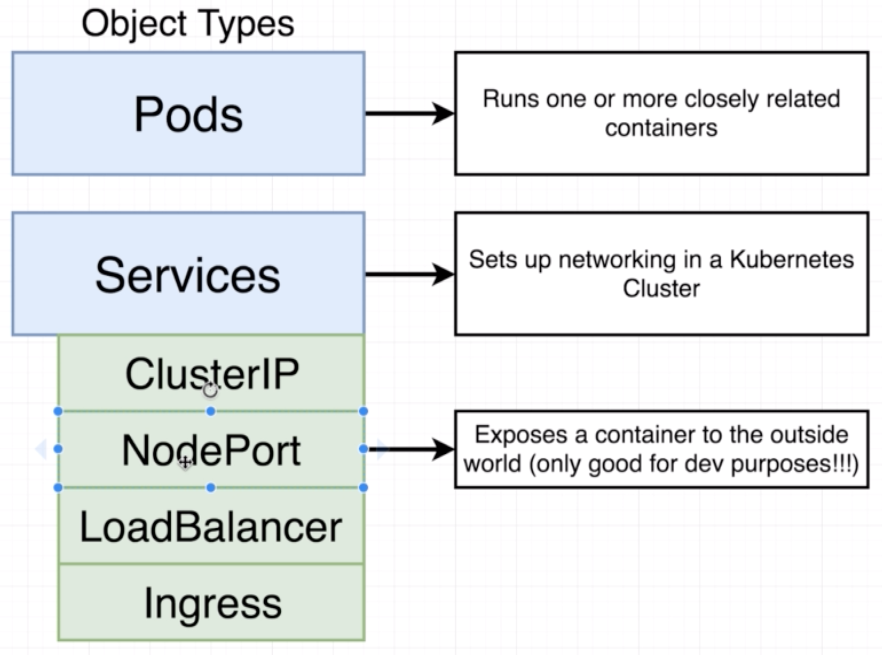 Object Types
Pods
Runs one or more closely related
containers
Services
Sets up networking in a Kubernetes
Cluster
ClusterIP
NodePort
Exposes a container to the outside
world (only good for dev purposes!!!)
LoadBalancer
Ingress